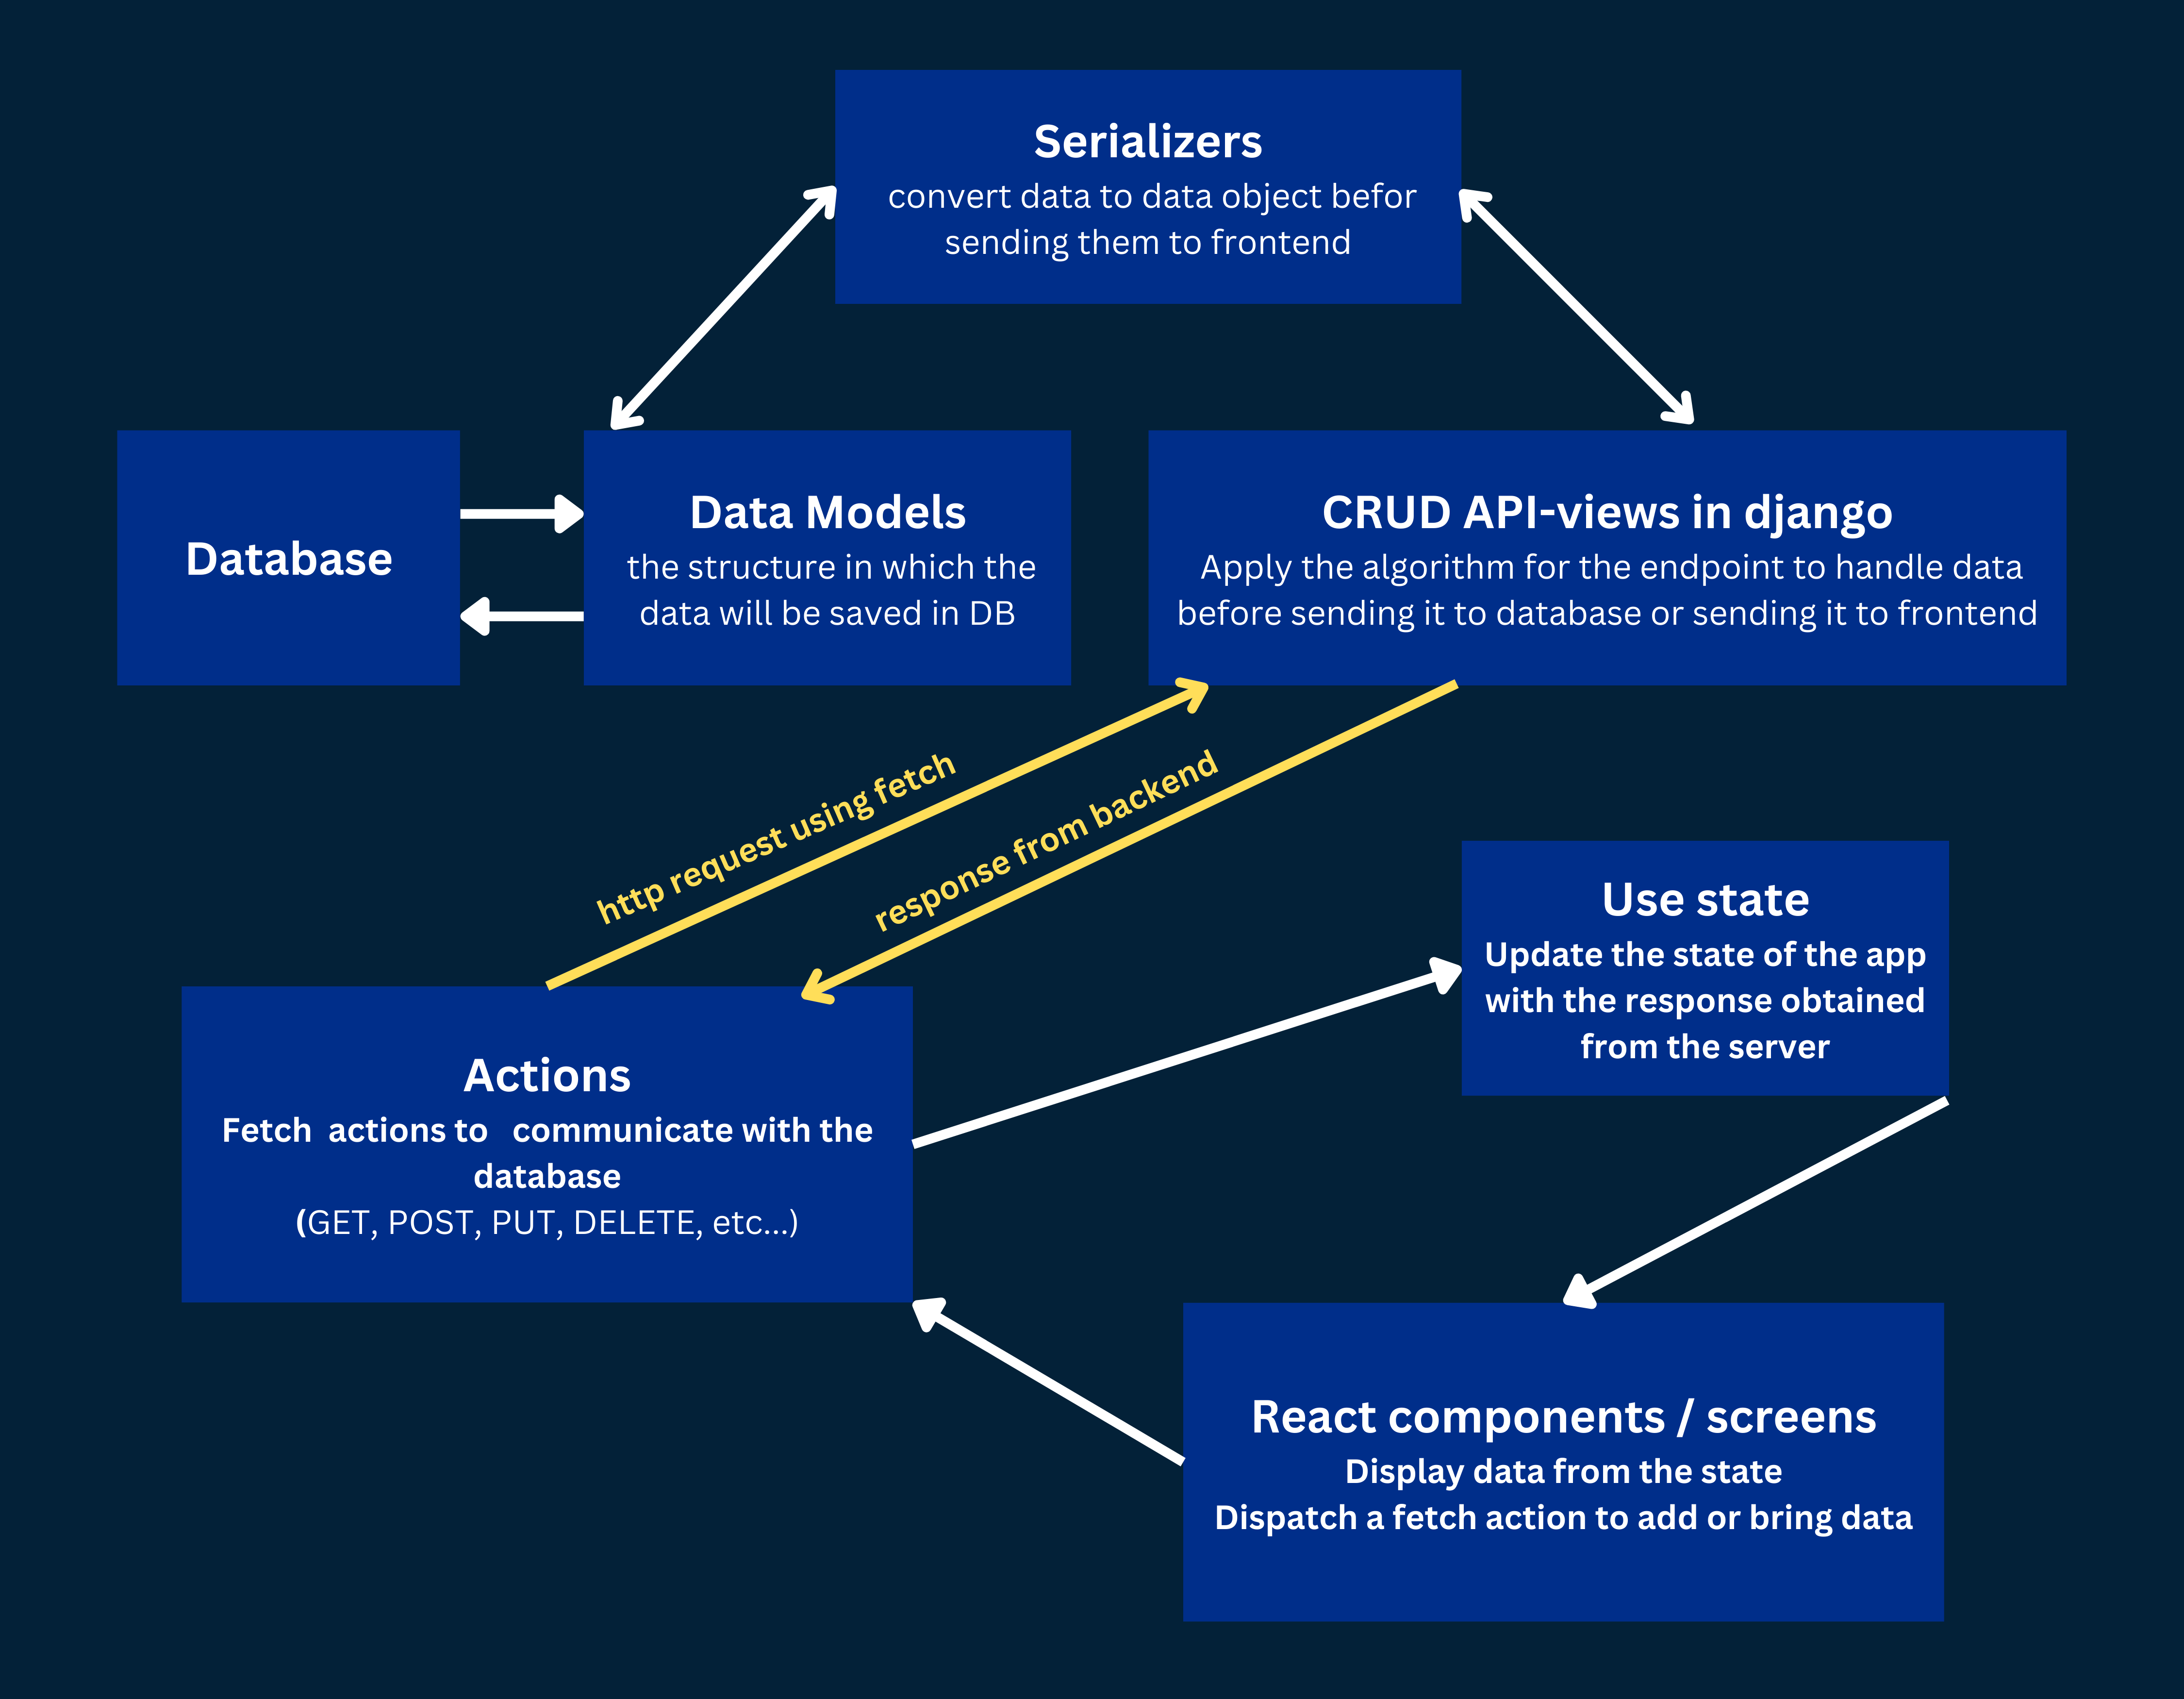 Serializers
convert data to data object befor
sending them to frontend
Database
Data Models
the structure in which the
data will be saved in DB
CRUD API-views in django
Apply the algorithm for the endpoint to handle data
before sending it to database or sending it to frontend
http request using fetch
response from backend
Use state
Update the state of the app
with the response obtained
from the server
Actions
Fetch actions to communicate with the
database
(GET, POST, PUT, DELETE, etc...)
React components / screens
Display data from the state
Dispatch a fetch action to add or bring data